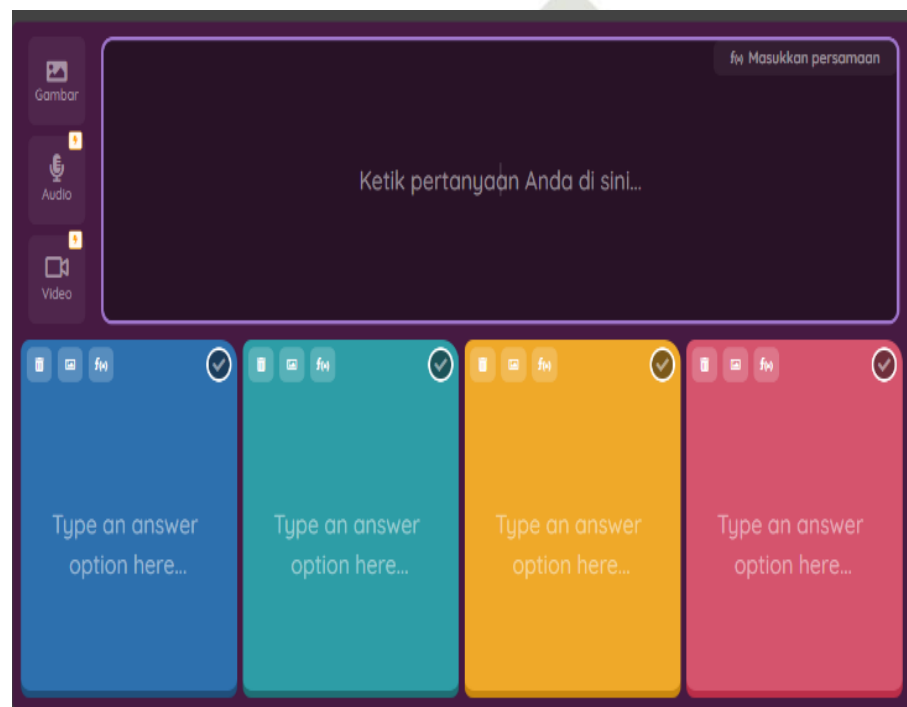 Gambar
Audio
Video
f(x) Masukkan persamaan
Ketik pertanyaan Anda di sini...
f(x)
f(x)
f(x)
f(x)
Type an answer
option here...
Type an answer
option here...
Type an answer
option here...
Type an answer
option here...